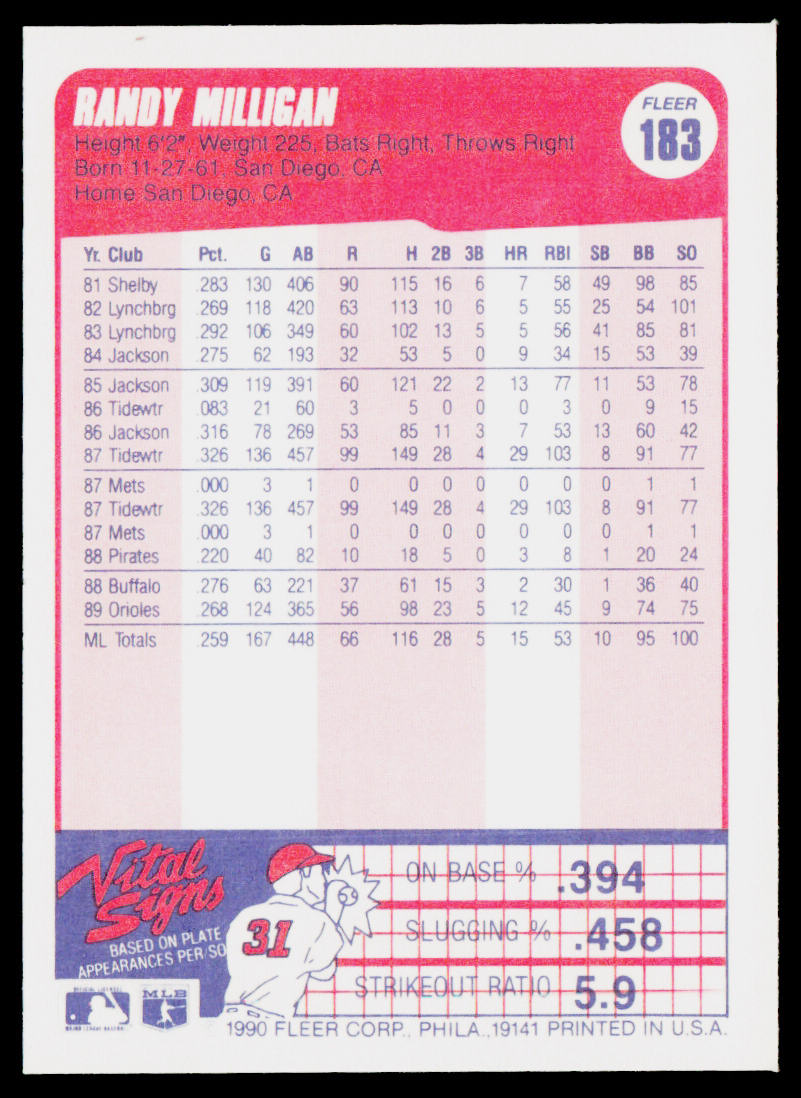 RANDY MILLIGAN
FLEER
183
Height 6'2", Weight 225, Bats Right, Throws Right
Born 11-27-61, San Diego, CA
Home San Diego, CA
Yr. Club Pct. G AB R H 2B 3B HR RBI SB BB SO
81 Shelby .283 130 406 90 115 16 6 7 58 49 98 85
82 Lynchbrg .269 118 420 63 113 10 6 5 55 25 54 101
83 Lynchbrg .292 106 349 60 102 13 5 5 56 41 85 81
84 Jackson .275 62 193 32 53 5 0 9 34 15 53 39
85 Jackson .309 119 391 60 121 22 2 13 77 11 53 78
86 Tidewtr .083 21 60 3 5 0 0 0 3 0 9 15
86 Jackson .316 78 269 53 85 11 3 7 53 13 60 42
87 Tidewtr .326 136 457 99 149 28 4 29 103 8 91 77
87 Mets .000 3 1 0 0 0 0 0 0 0 1 1
87 Tidewtr .326 136 457 99 149 28 4 29 103 8 91 77
87 Mets .000 3 1 0 0 0 0 0 0 0 1 1
88 Pirates .220 40 82 10 18 5 0 3 8 1 20 24
88 Buffalo .276 63 221 37 61 15 3 2 30 1 36 40
89 Orioles .268 124 365 56 98 23 5 12 45 9 74 75
ML Totals .259 167 448 66 116 28 5 15 53 10 95 100
Vital
Signs
BASED ON PLATE
APPEARANCES PER/SO
31
ON BASE % .394
SLUGGING % .458
STRIKEOUT RATIO 5.9
MLB
1990 FLEER CORP., PHILA.,19141 PRINTED IN U.S.A.